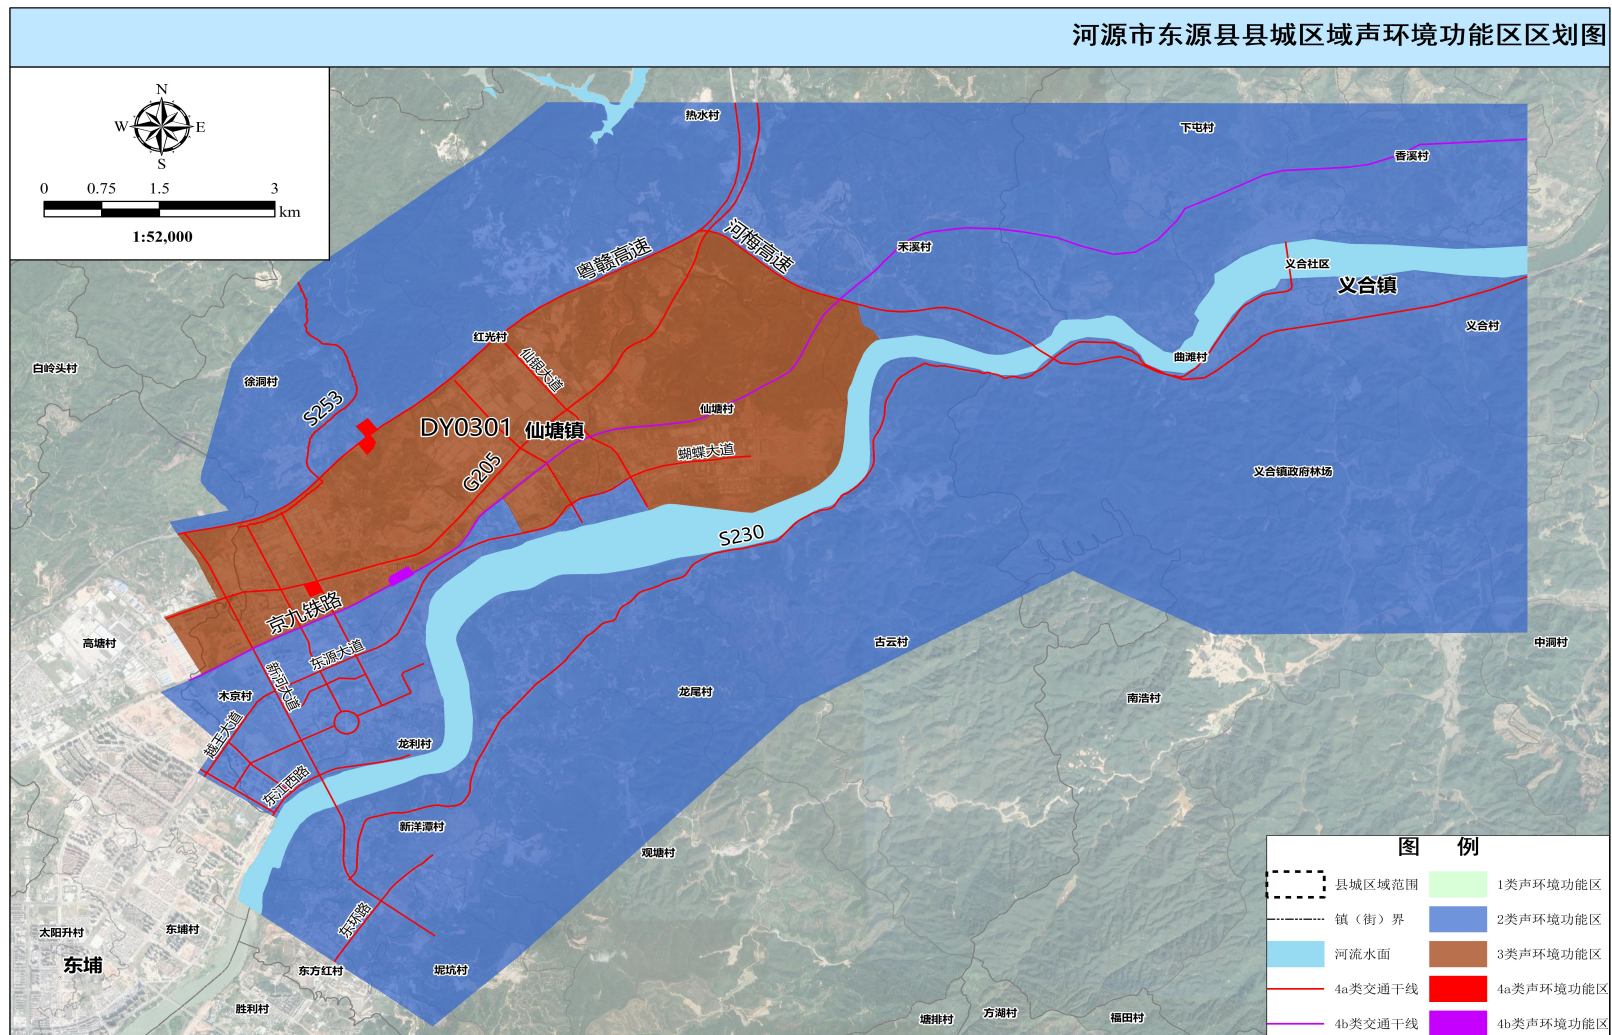 河源市东源县县城区域声环境功能区区划图
N
W
E
S
0 0.75 1.5 3
km
1:52,000
热水村
下屯村
香溪村
河梅高速
粤赣高速
禾溪村
义合社区
义合镇
义合村
红光村
仙银大道
曲滩村
白岭头村
徐洞村
S253
仙塘村
DY0301
仙塘镇
蝴蝶大道
G205
义合镇政府林场
S230
京九铁路
高塘村
东源大道
古云村
中洞村
新河大道
木京村
龙尾村
南浩村
越王大道
龙利村
东江西路
新洋潭村
观塘村
东环路
太阳升村
东埔村
东埔
东方红村
坭坑村
胜利村
塘排村
方湖村
福田村
图 例
县城区域范围
1类声环境功能区
镇（街）界
2类声环境功能区
河流水面
3类声环境功能区
4a类交通干线
4a类声环境功能区
4b类交通干线
4b类声环境功能区